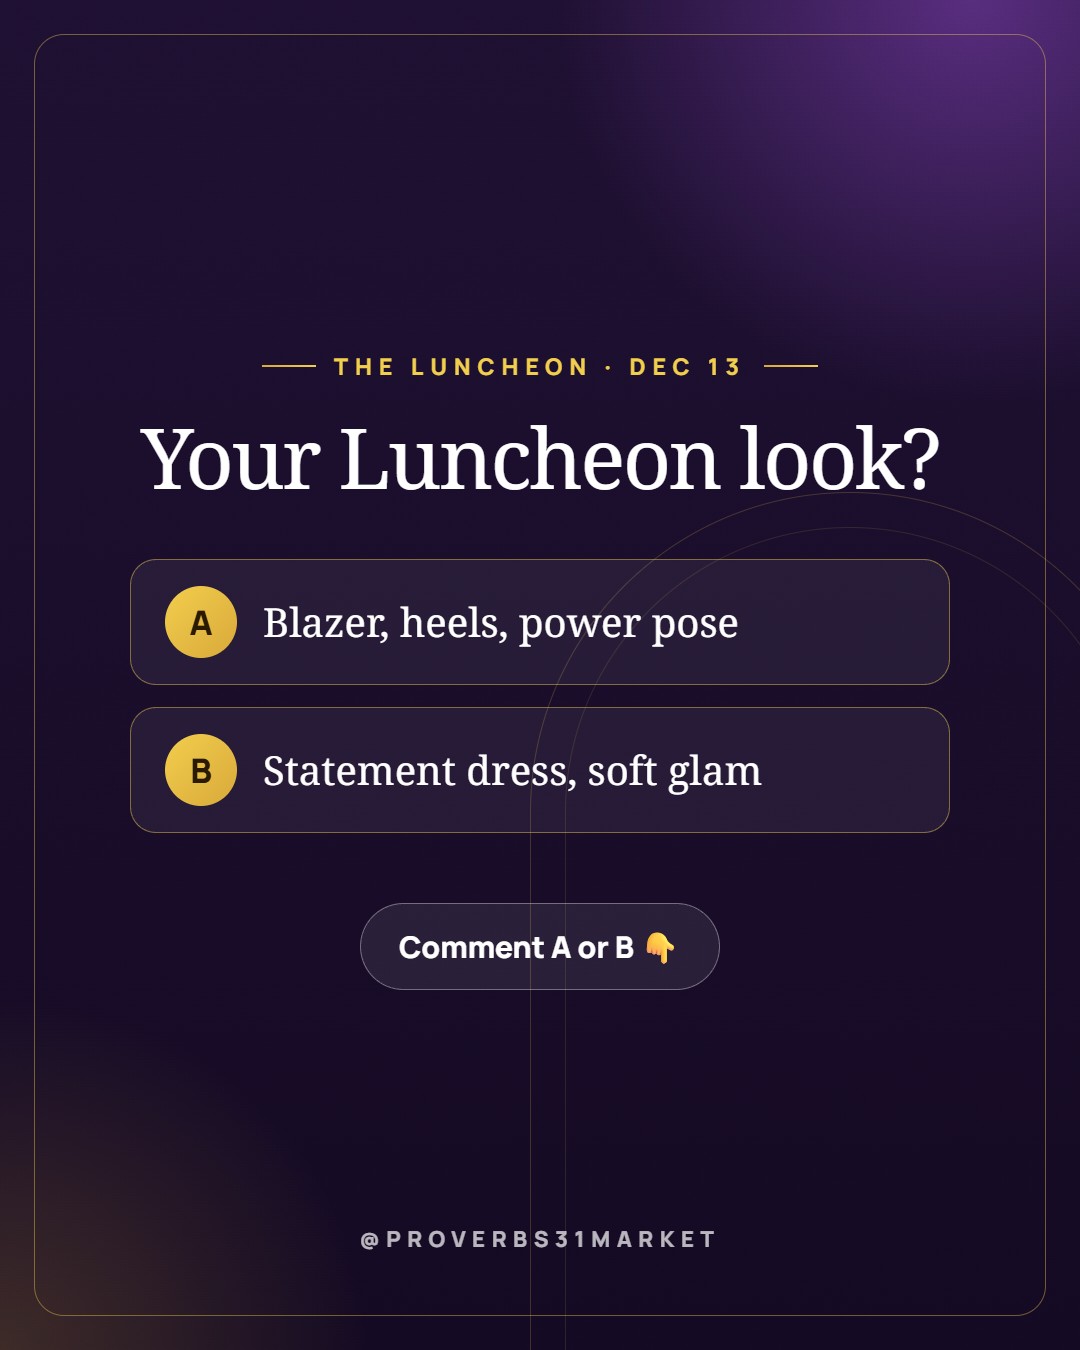 THE LUNCHEON · DEC 13
Your Luncheon look?
A Blazer, heels, power pose
B Statement dress, soft glam
Comment A or B 👇
@PROVERBS31MARKET